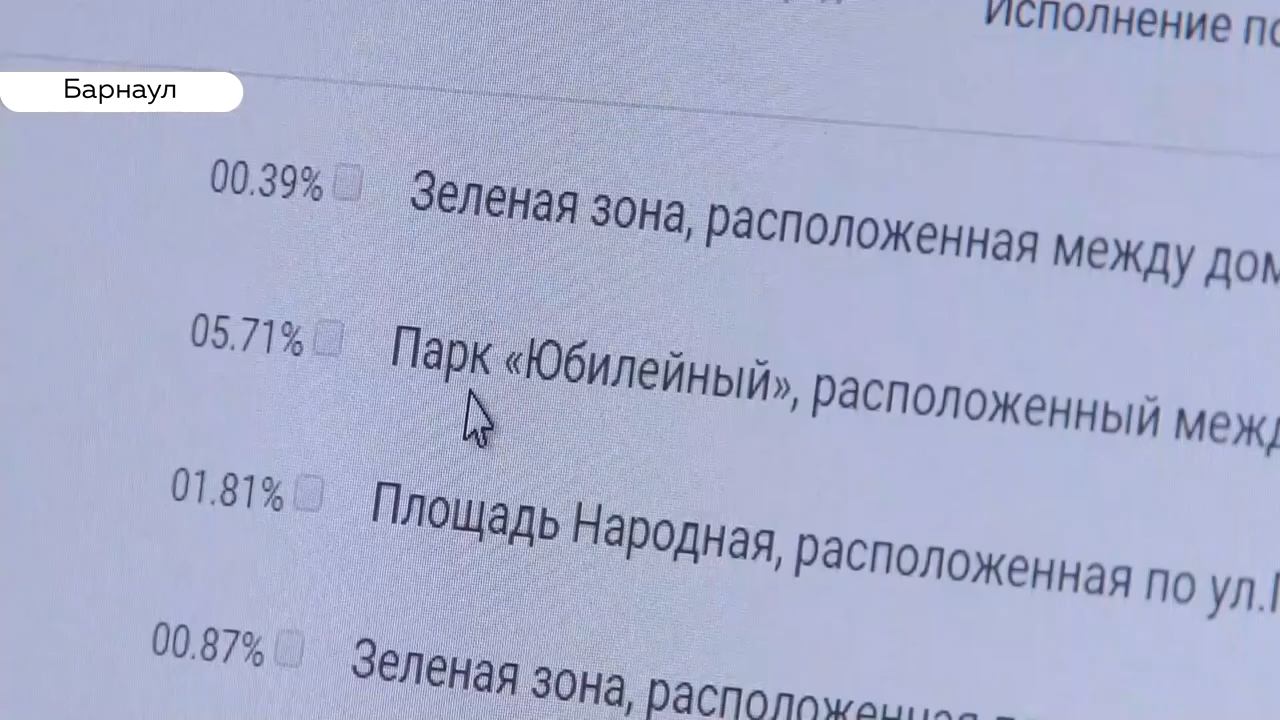 Исполнение
Барнаул
00.39% Зеленая зона, расположенная между
05.71% Парк «Юбилейный», расположенный
01.81% Площадь Народная, расположенная по ул.
00.87% Зеленая зона, расположенная